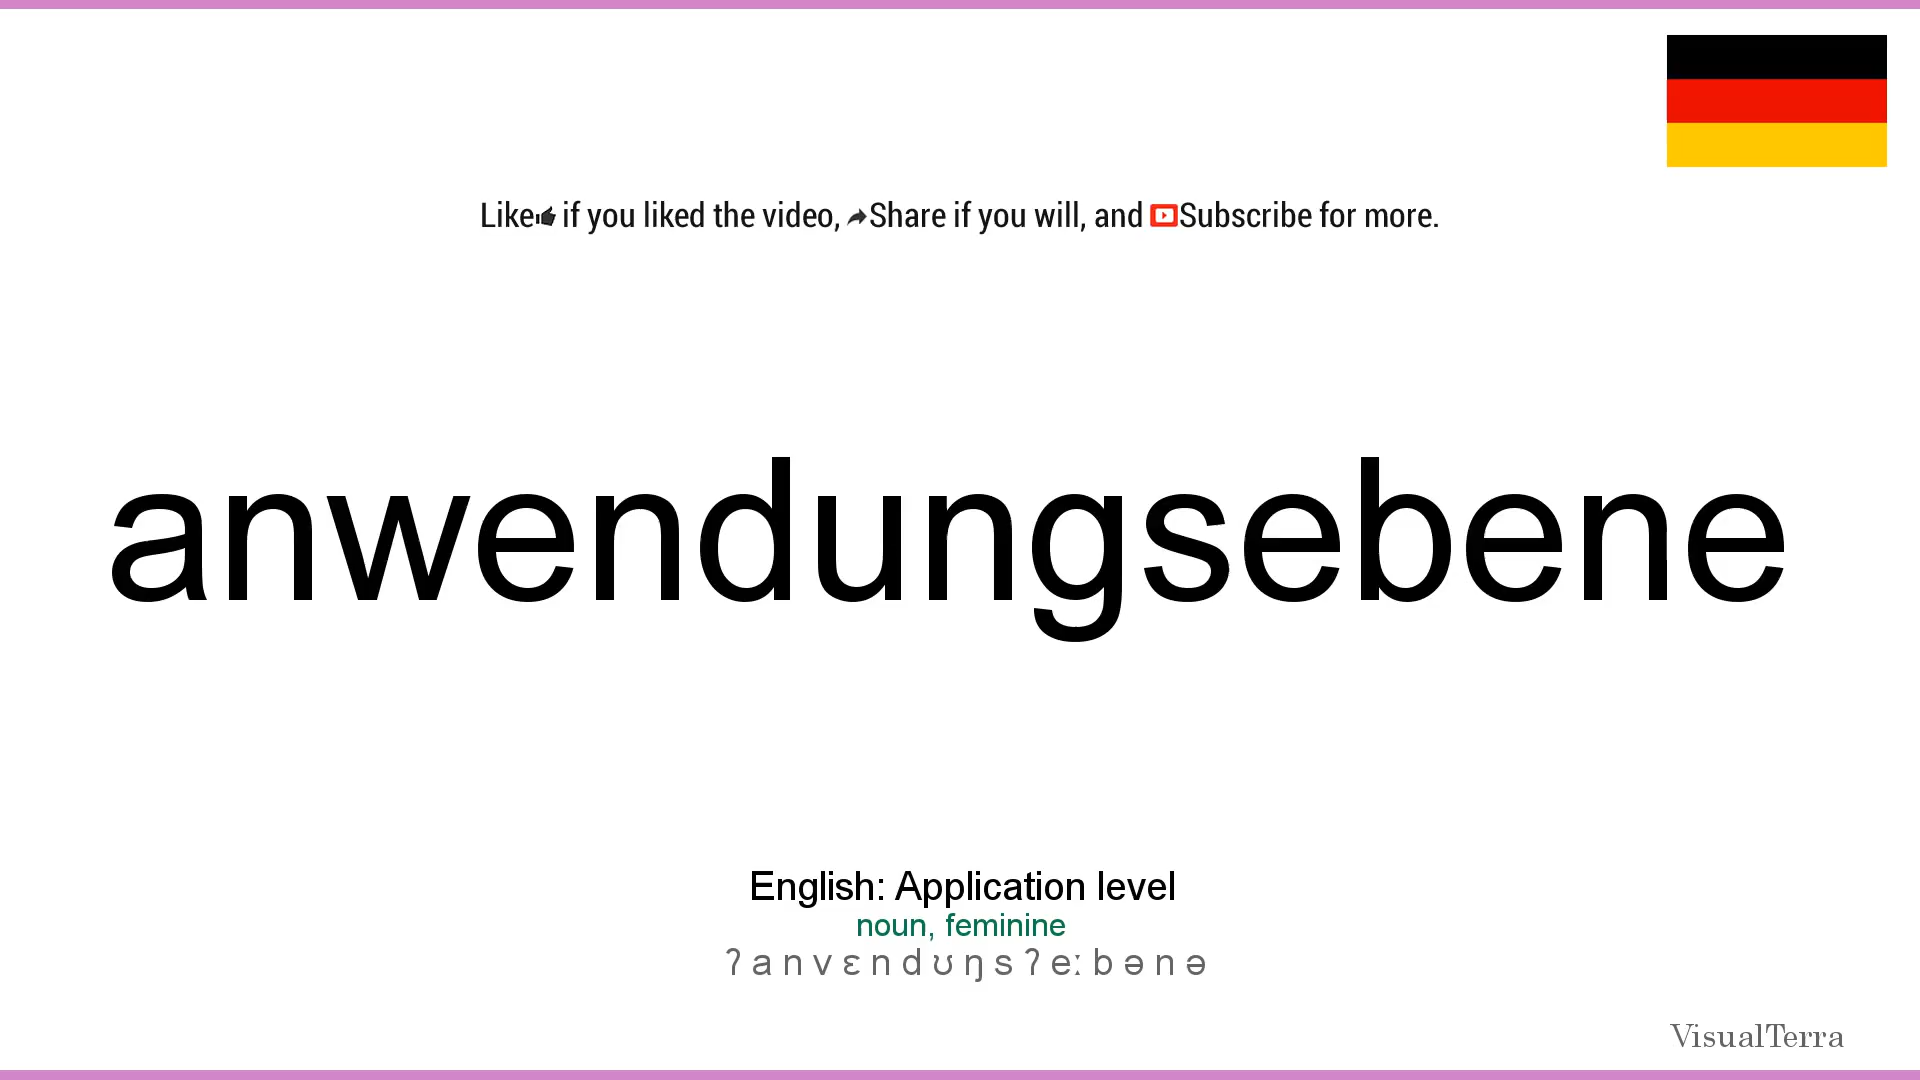 Like if you liked the video, Share if you will, and Subscribe for more.
anwendungsebene
English: Application level
noun, feminine
ʔ a n v ɛ n d ʊ ŋ s ʔ eː b ə n ə
VisualTerra